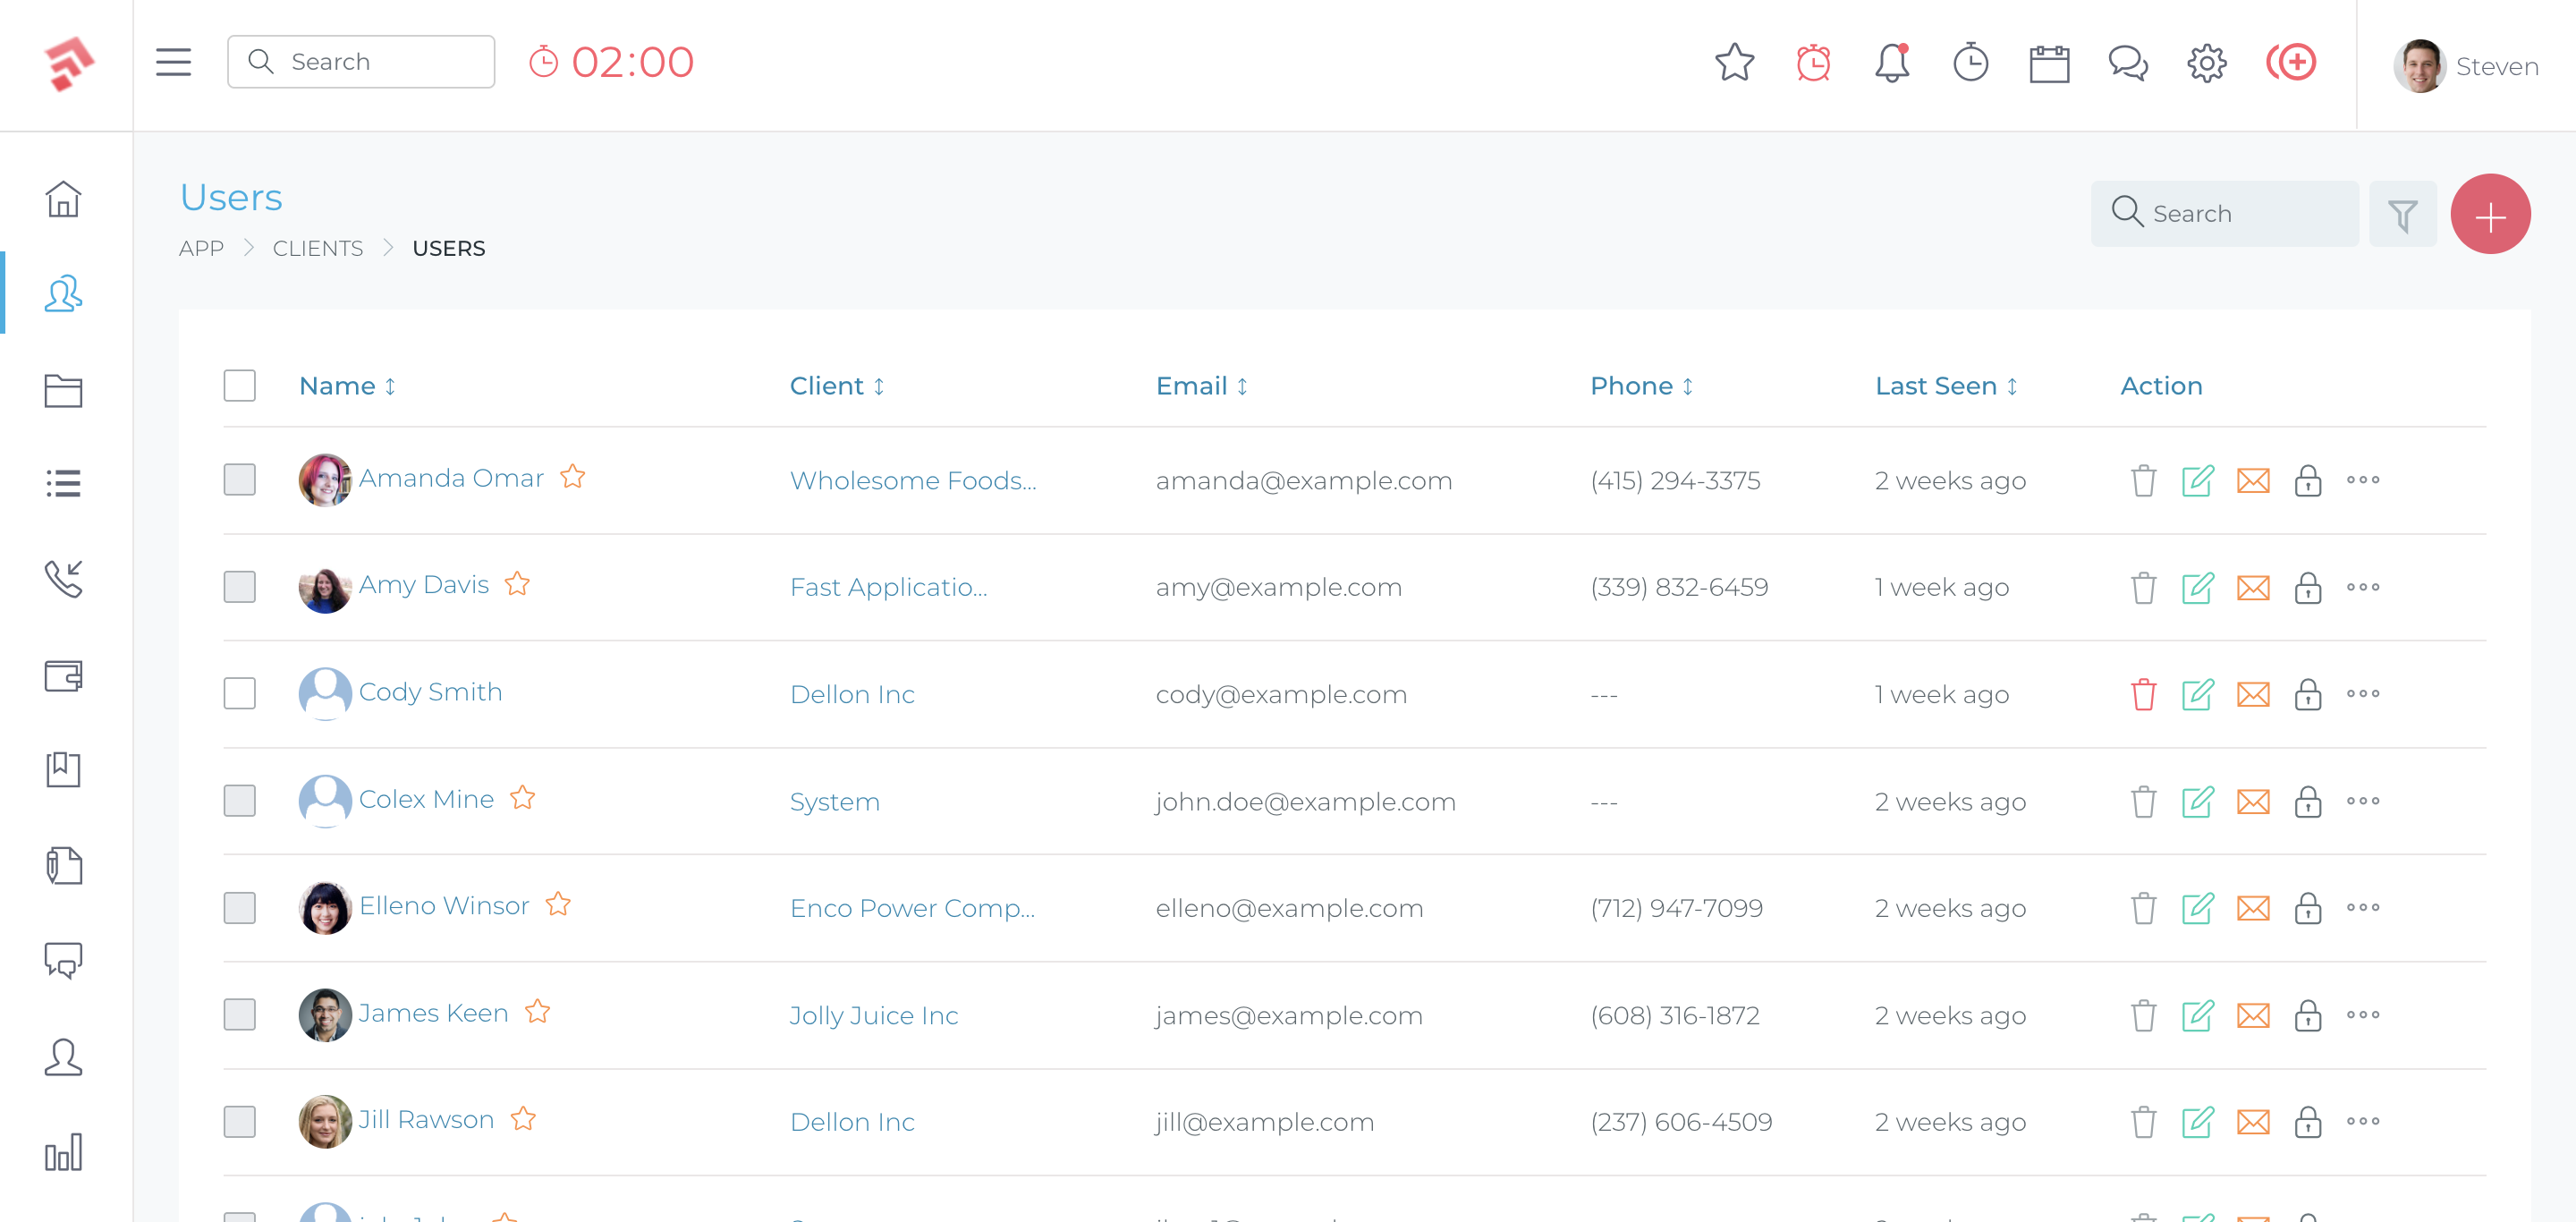 Search 02:00 Steven
Users
APP CLIENTS USERS
Search
Name Client Email Phone Last Seen Action
Amanda Omar Wholesome Foods... amanda@example.com (415) 294-3375 2 weeks ago
Amy Davis Fast Applicatio... amy@example.com (339) 832-6459 1 week ago
Cody Smith Dellon Inc cody@example.com --- 1 week ago
Colex Mine System john.doe@example.com --- 2 weeks ago
Elleno Winsor Enco Power Comp... elleno@example.com (712) 947-7099 2 weeks ago
James Keen Jolly Juice Inc james@example.com (608) 316-1872 2 weeks ago
Jill Rawson Dellon Inc jill@example.com (237) 606-4509 2 weeks ago